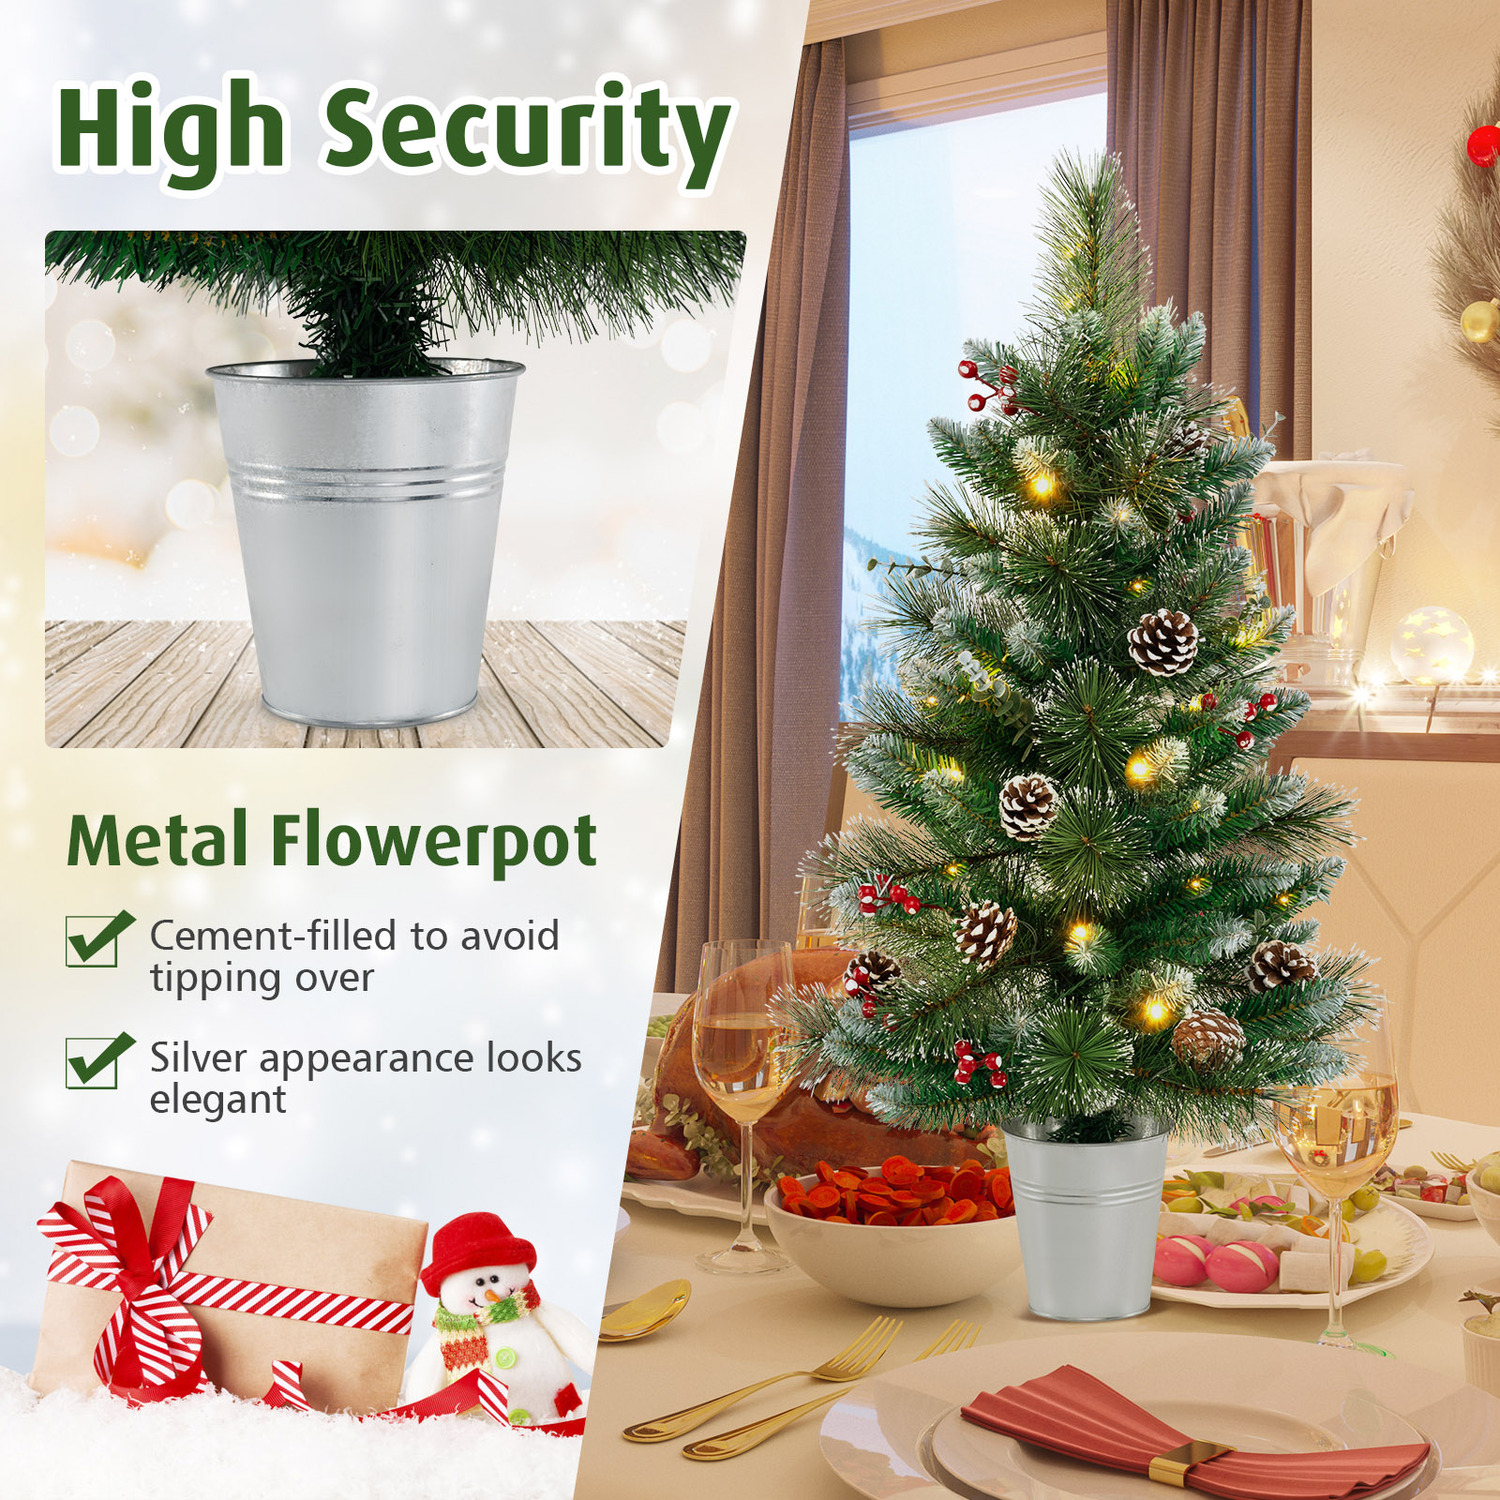 High Security
Metal Flowerpot
Cement-filled to avoid
tipping over
Silver appearance looks
elegant